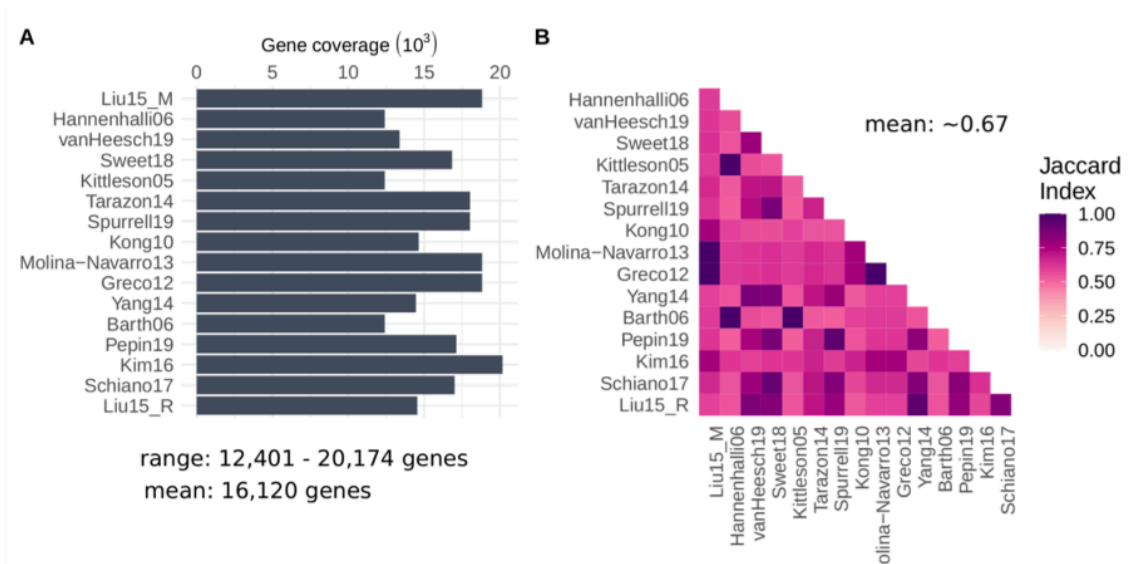 A
Gene coverage (10³)
0 5 10 15 20
Liu15_M
Hannenhalli06
vanHeesch19
Sweet18
Kittleson05
Tarazon14
Spurrell19
Kong10
Molina−Navarro13
Greco12
Yang14
Barth06
Pepin19
Kim16
Schiano17
Liu15_R
range: 12,401 - 20,174 genes
mean: 16,120 genes
B
Hannenhalli06
vanHeesch19
Sweet18
Kittleson05
Tarazon14
Spurrell19
Kong10
Molina−Navarro13
Greco12
Yang14
Barth06
Pepin19
Kim16
Schiano17
Liu15_R
Liu15_M
Hannenhalli06
vanHeesch19
Sweet18
Kittleson05
Tarazon14
Spurrell19
Kong10
olina−Navarro13
Greco12
Yang14
Barth06
Pepin19
Kim16
Schiano17
mean: ~0.67
Jaccard
Index
1.00
0.75
0.50
0.25
0.00